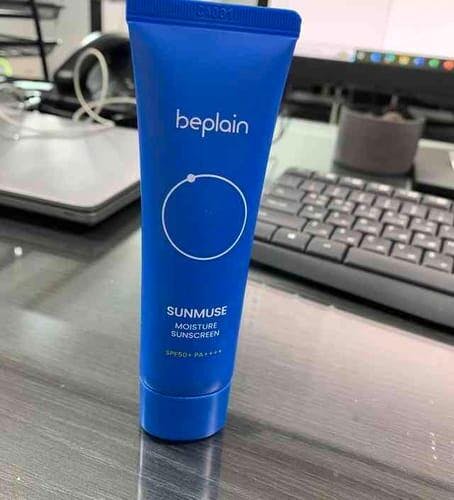 beplain
SUNMUSE
MOISTURE
SUNSCREEN
SPF50+ PA++++